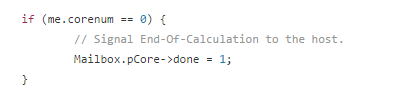 if (me.corenum == 0) {
        // Signal End-Of-Calculation to the host.
        Mailbox.pCore->done = 1;
}